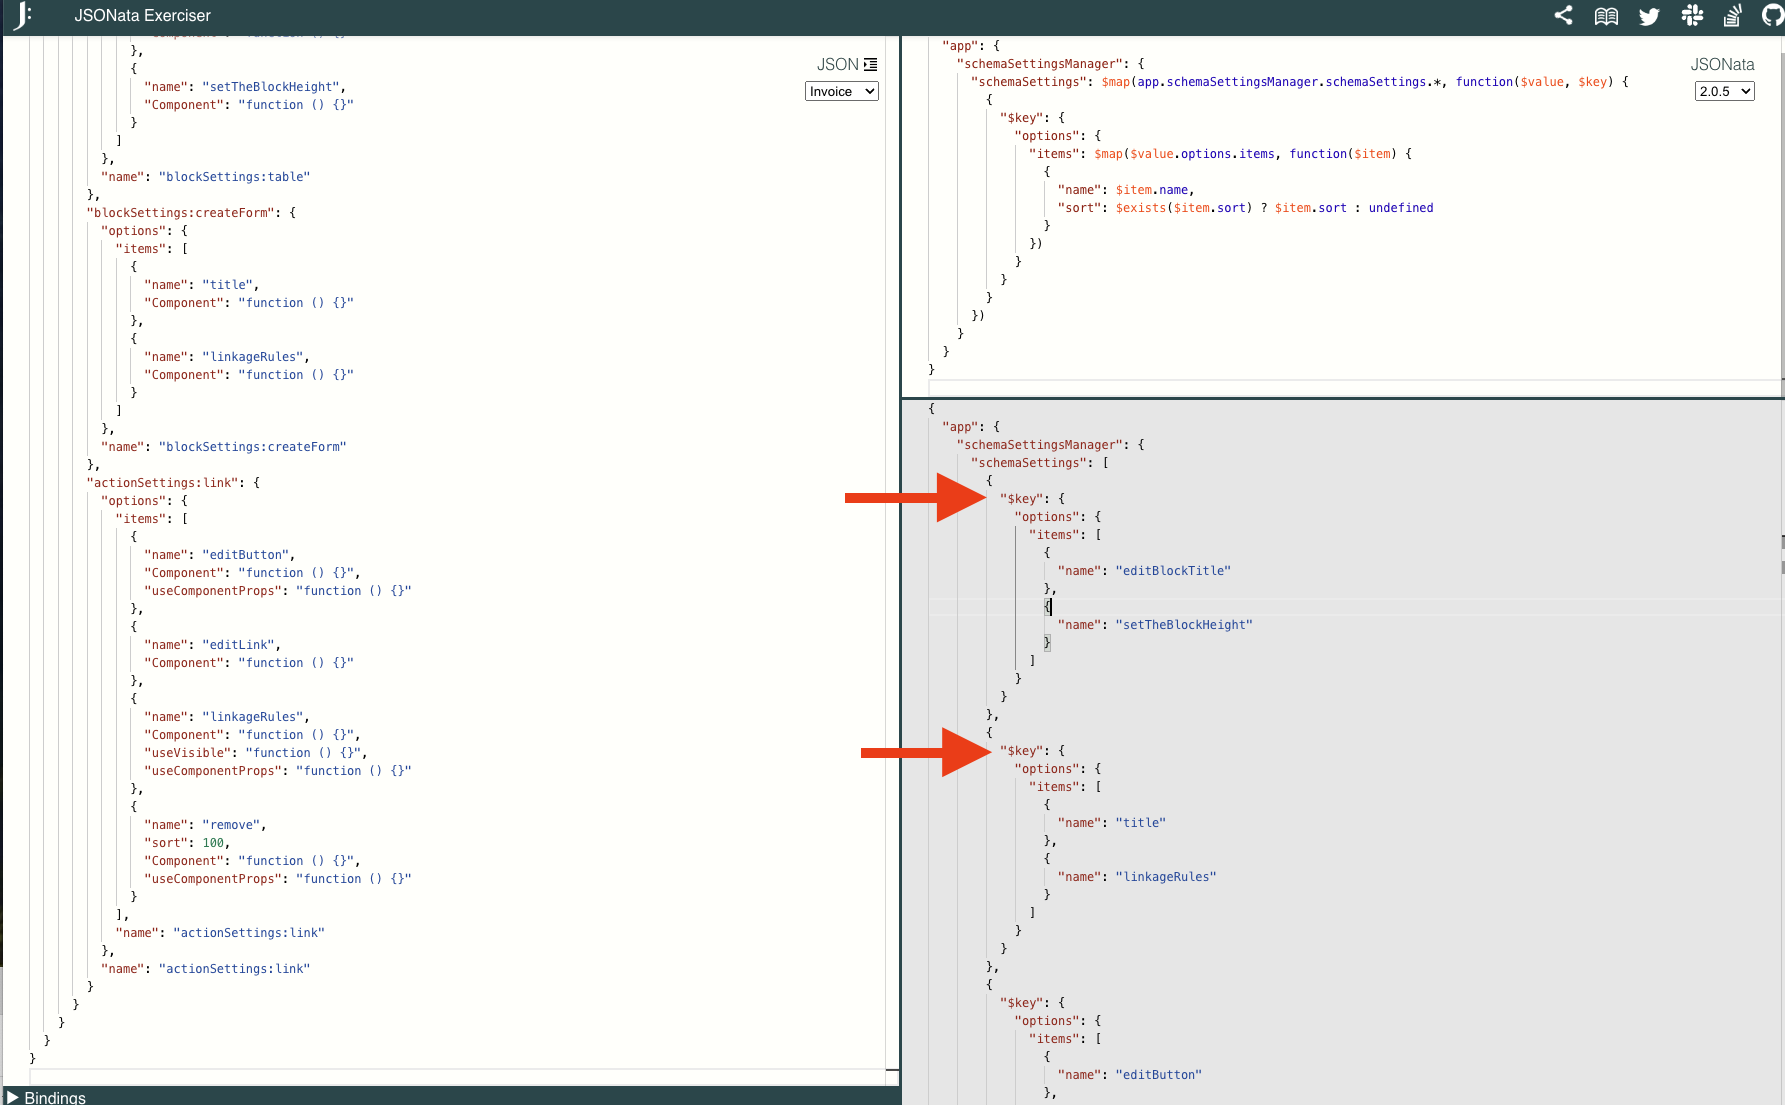 JSONata Exerciser
},
{
"name": "setTheBlockHeight",
"Component": "function () {}"
}
]
},
"name": "blockSettings:table"
},
"blockSettings:createForm": {
"options": {
"items": [
{
"name": "title",
"Component": "function () {}"
},
{
"name": "linkageRules",
"Component": "function () {}"
}
]
},
"name": "blockSettings:createForm"
},
"actionSettings:link": {
"options": {
"items": [
{
"name": "editButton",
"Component": "function () {}",
"useComponentProps": "function () {}"
},
{
"name": "editLink",
"Component": "function () {}"
},
{
"name": "linkageRules",
"Component": "function () {}",
"useVisible": "function () {}",
"useComponentProps": "function () {}"
},
{
"name": "remove",
"sort": 100,
"Component": "function () {}",
"useComponentProps": "function () {}"
}
],
"name": "actionSettings:link"
},
"name": "actionSettings:link"
}
}
}
}
}
JSON
Invoice
Bindings
"app": {
"schemaSettingsManager": {
"schemaSettings": $map(app.schemaSettingsManager.schemaSettings.*, function($value, $key) {
{
"$key": {
"options": {
"items": $map($value.options.items, function($item) {
{
"name": $item.name,
"sort": $exists($item.sort) ? $item.sort : undefined
}
})
}
}
}
})
}
}
}
JSONata
2.0.5
{
"app": {
"schemaSettingsManager": {
"schemaSettings": [
{
"$key": {
"options": {
"items": [
{
"name": "editBlockTitle"
},
{
"name": "setTheBlockHeight"
}
]
}
}
},
{
"$key": {
"options": {
"items": [
{
"name": "title"
},
{
"name": "linkageRules"
}
]
}
}
},
{
"$key": {
"options": {
"items": [
{
"name": "editButton"
},